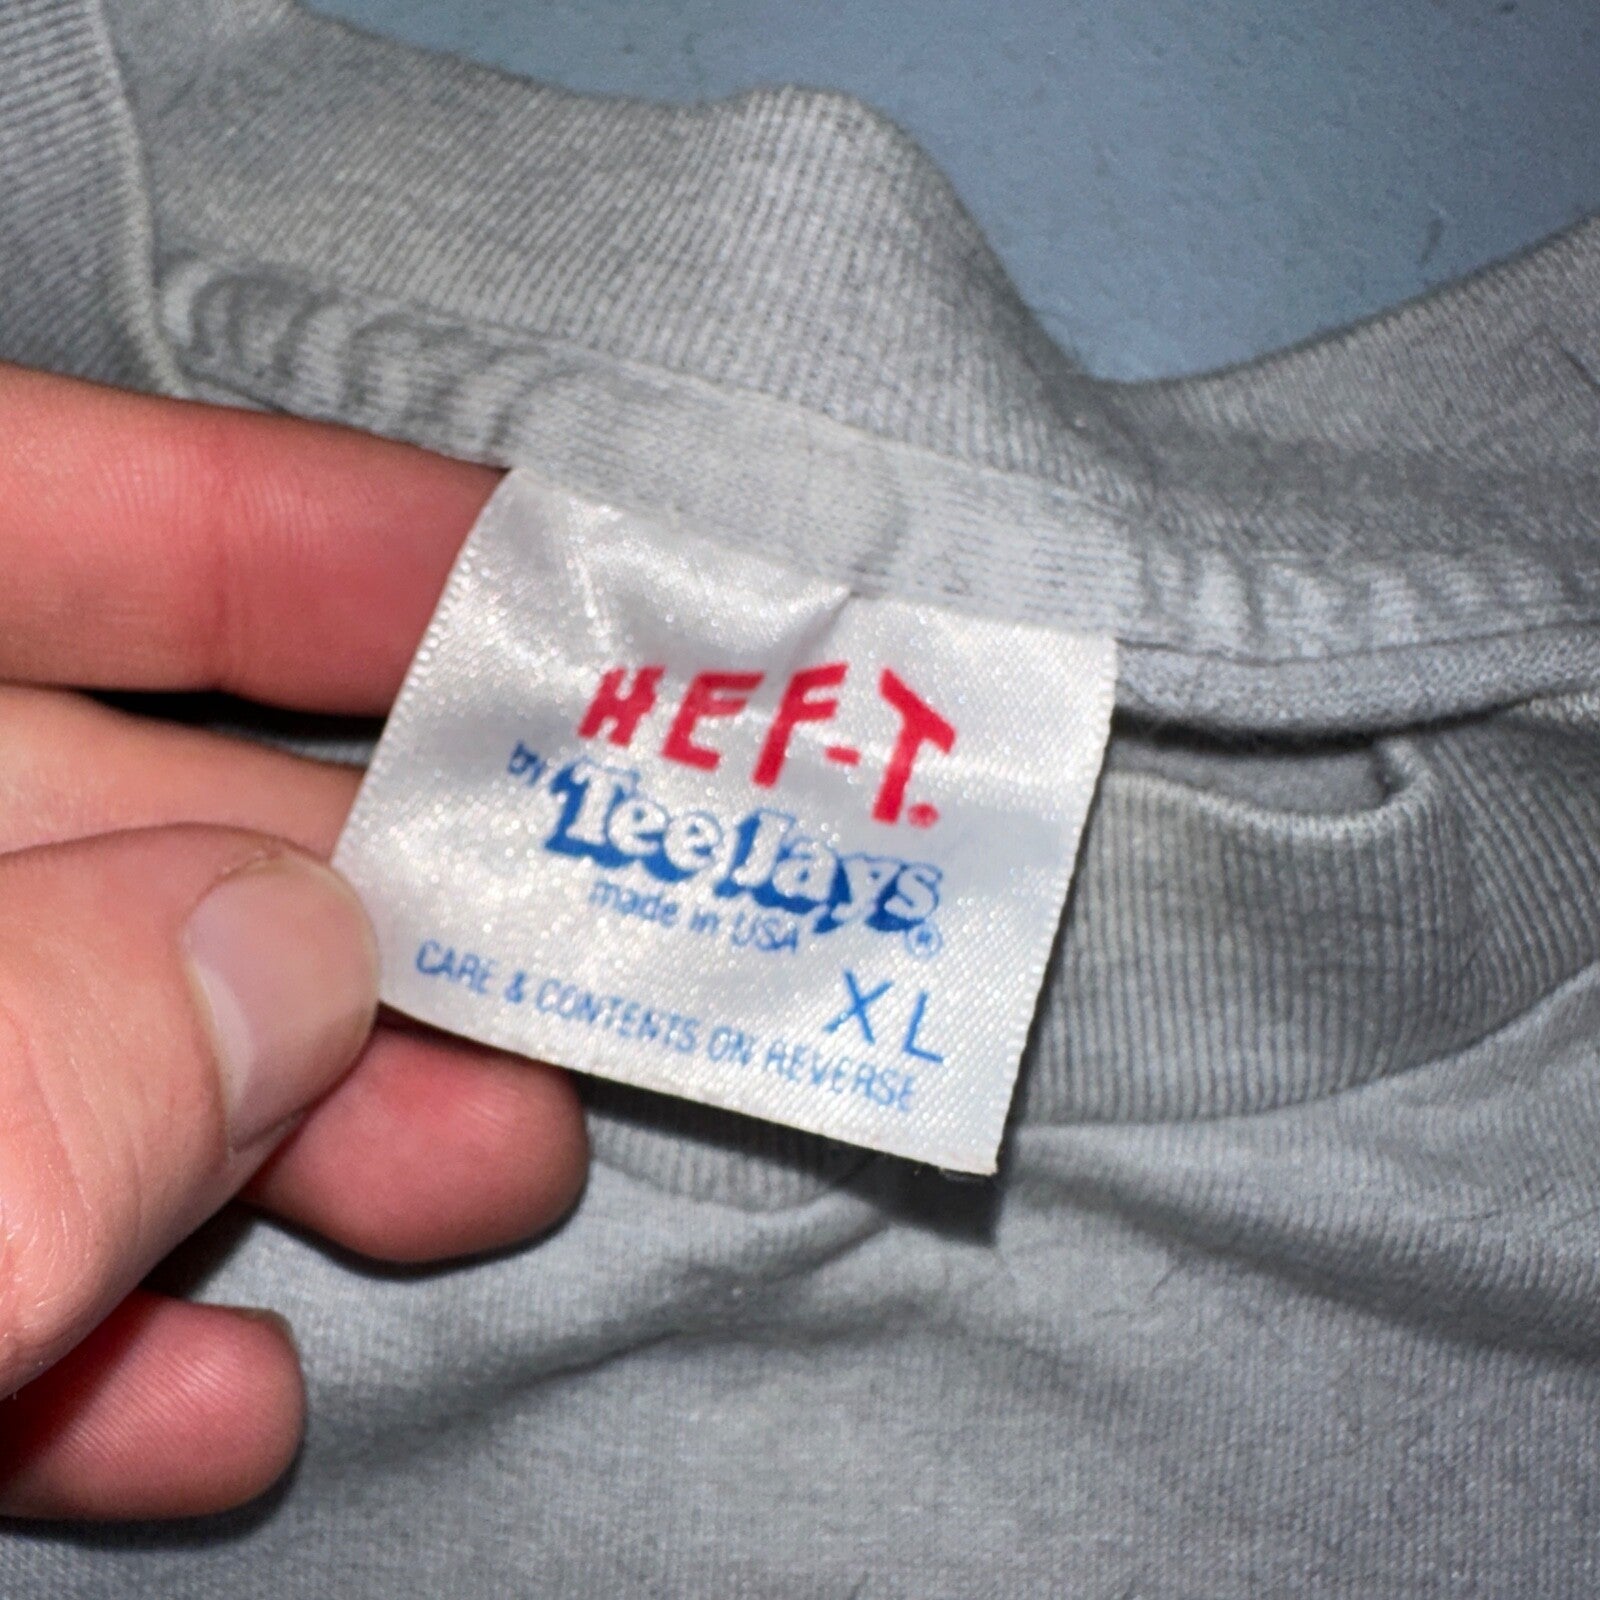 HEF-T®
by Tee Jays®
made in USA
XL
CARE & CONTENTS ON REVERSE